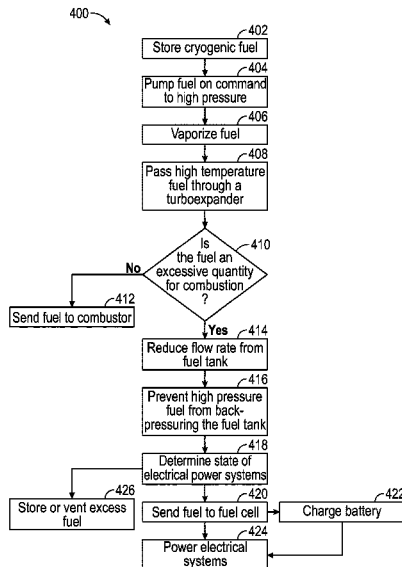 400
402
Store cryogenic fuel
404
Pump fuel on command
to high pressure
406
Vaporize fuel
408
Pass high temperature
fuel through a
turboexpander
410
Is
the fuel an
excessive quantity
for combustion
?
No
412
Send fuel to combustor
Yes
414
Reduce flow rate from
fuel tank
416
Prevent high pressure
fuel from back-
pressuring the fuel tank
418
Determine state of
electrical power systems
426
Store or vent excess
fuel
420
Send fuel to fuel cell
422
Charge battery
424
Power electrical
systems